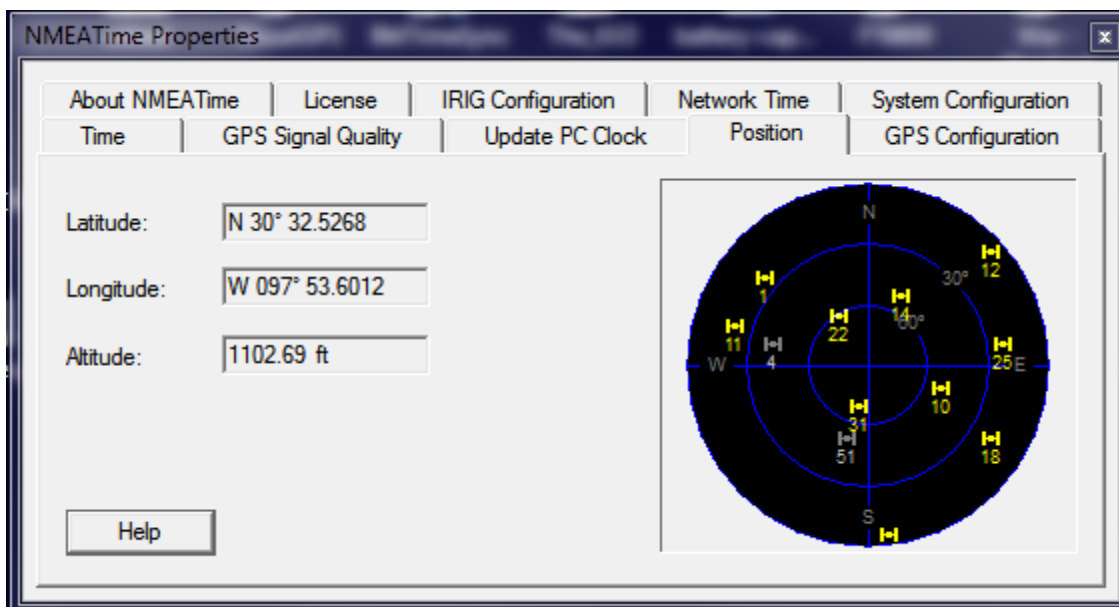 NMEATime Properties
About NMEATime License IRIG Configuration Network Time System Configuration
Time GPS Signal Quality Update PC Clock Position GPS Configuration
Latitude: N 30° 32.5268
Longitude: W 097° 53.6012
Altitude: 1102.69 ft
Help
N
12
30°
1
14
60°
22
11
4
W
25
E
10
31
51
18
S